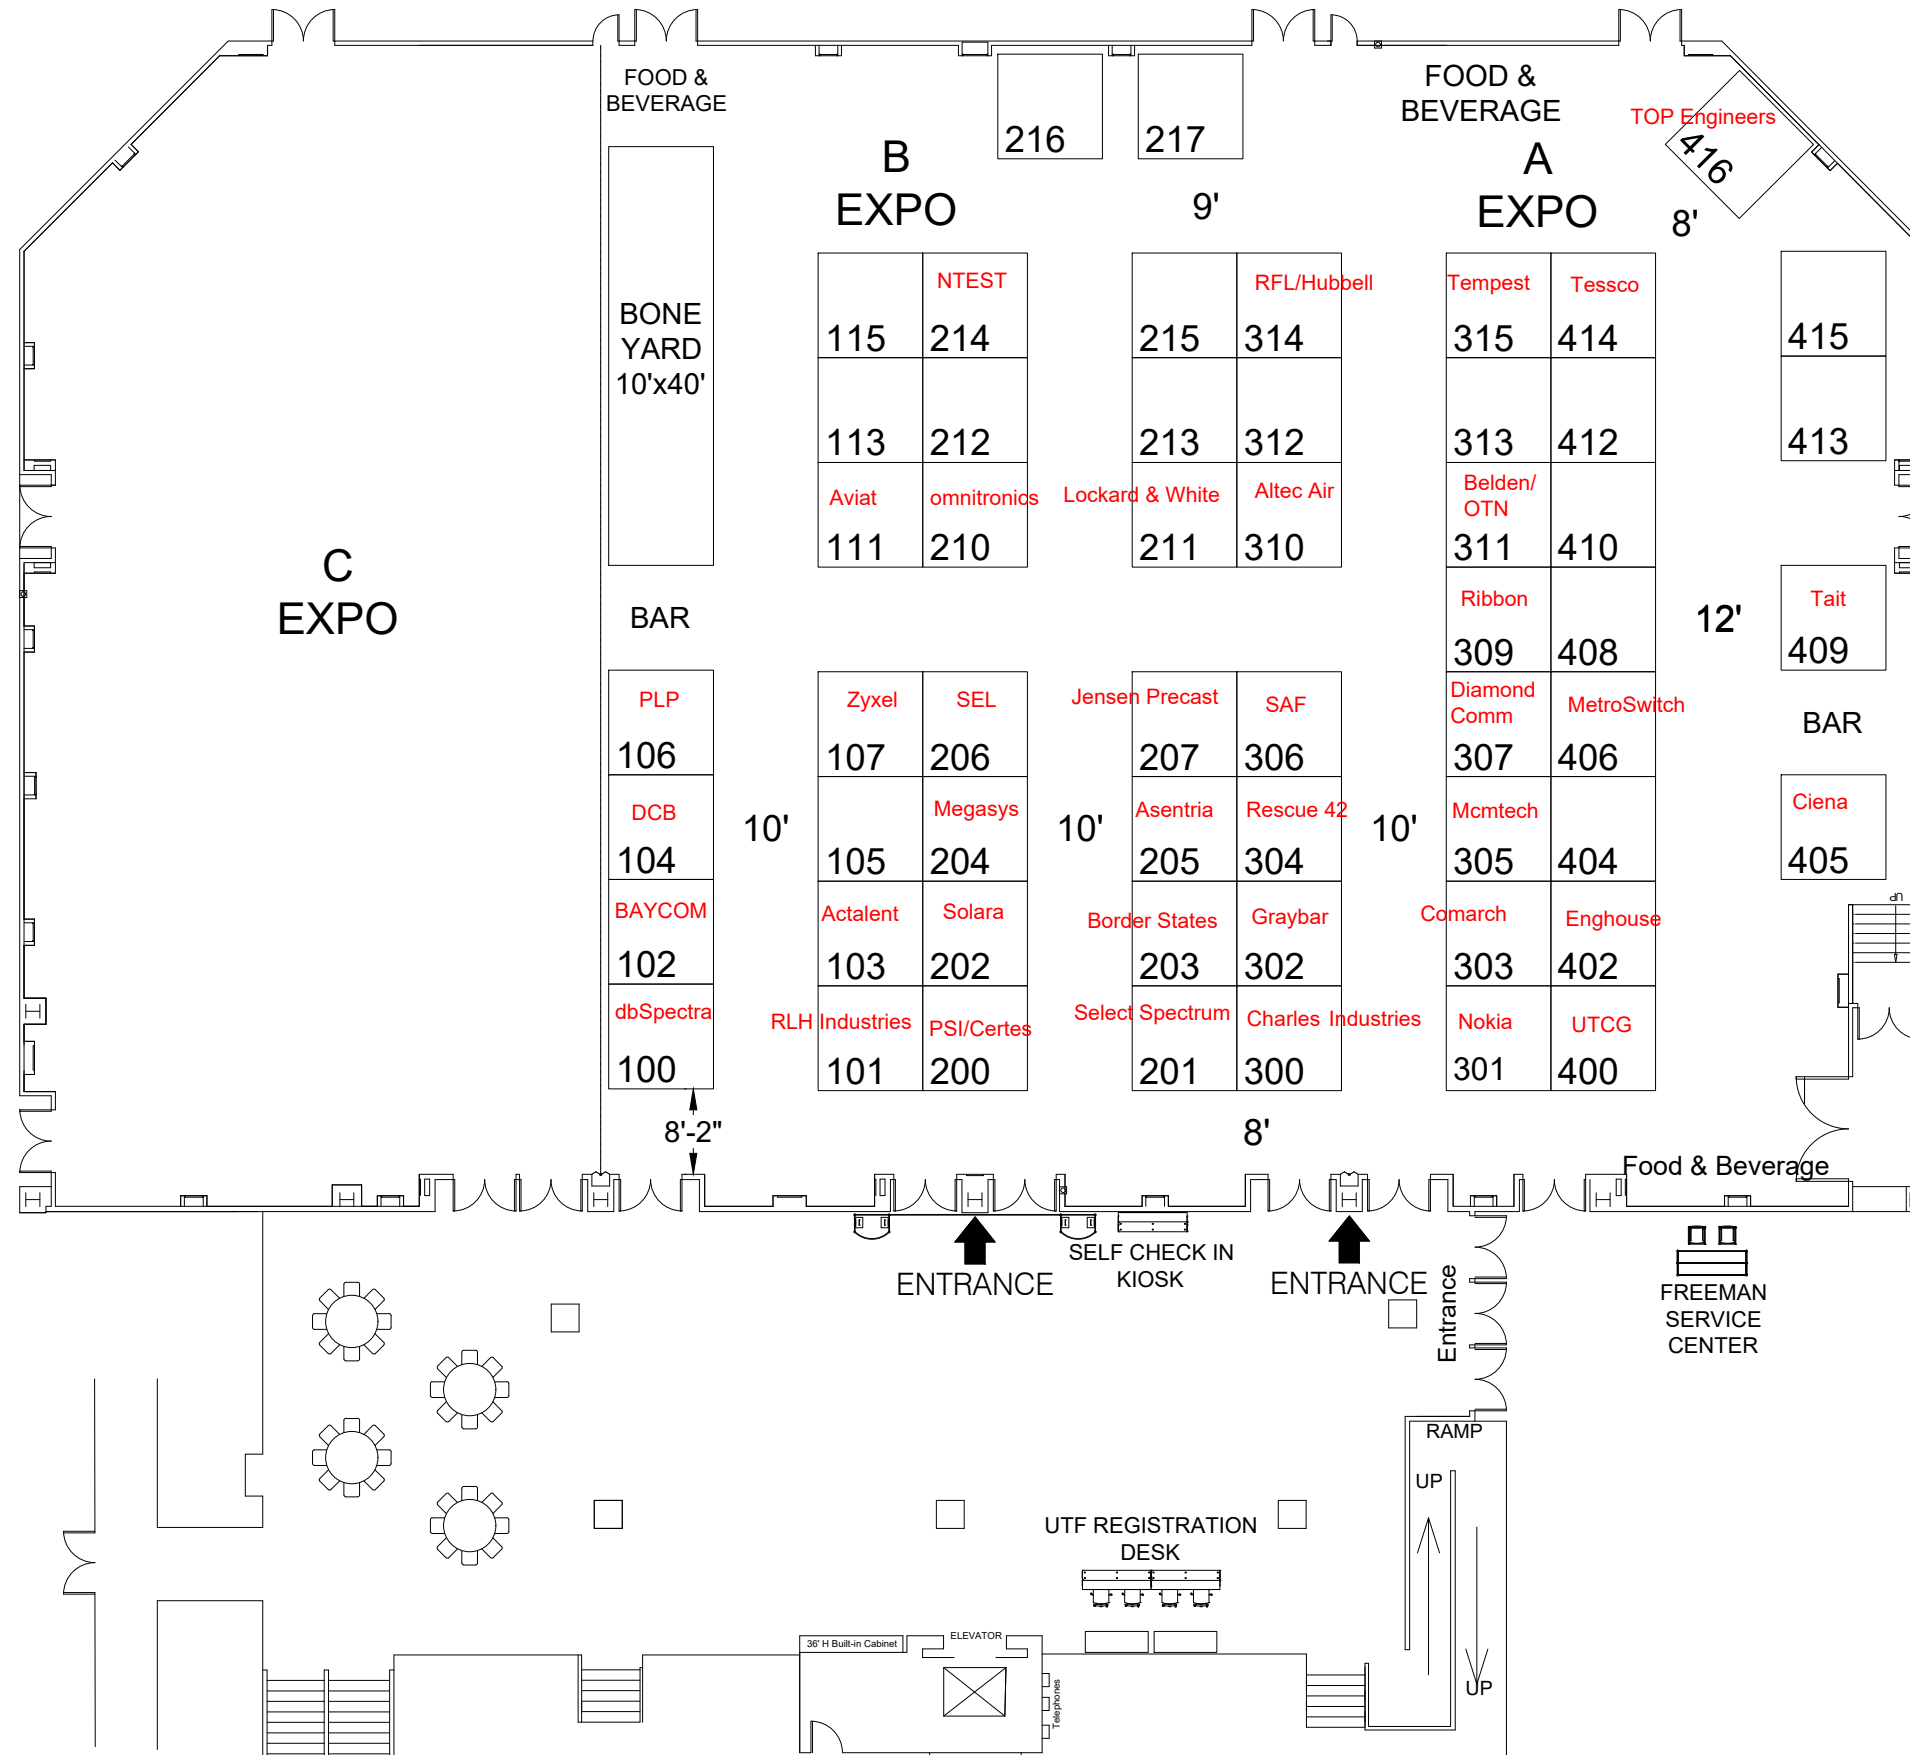 FOOD &
BEVERAGE
FOOD &
BEVERAGE
TOP Engineers
416
216
217
B
EXPO
9'
A
EXPO
8'
BONE
YARD
10'x40'
NTEST
RFL/Hubbell
Tempest
Tessco
115
214
215
314
315
414
415
113
212
213
312
313
412
413
Aviat
omnitronics
Lockard & White
Altec Air
Belden/
OTN
111
210
211
310
311
410
C
EXPO
BAR
Ribbon
309
408
12'
Tait
409
PLP
Zyxel
SEL
Jensen Precast
SAF
Diamond
Comm
MetroSwitch
BAR
106
107
206
207
306
307
406
DCB
Megasys
Asentria
Rescue 42
Mcmtech
Ciena
10'
10'
10'
104
105
204
205
304
305
404
405
BAYCOM
Actalent
Solara
Border States
Graybar
Comarch
Enghouse
UP
102
103
202
203
302
303
402
dbSpectra
RLH Industries
PSI/Certes
Select Spectrum
Charles Industries
Nokia
UTCG
100
101
200
201
300
301
400
8'-2"
8'
Food & Beverage
H
H
H
H
H
H
H
ENTRANCE
SELF CHECK IN
KIOSK
ENTRANCE
Entrance
FREEMAN
SERVICE
CENTER
RAMP
UP
UTF REGISTRATION
DESK
36' H Built-in Cabinet
ELEVATOR
Telephones
UP